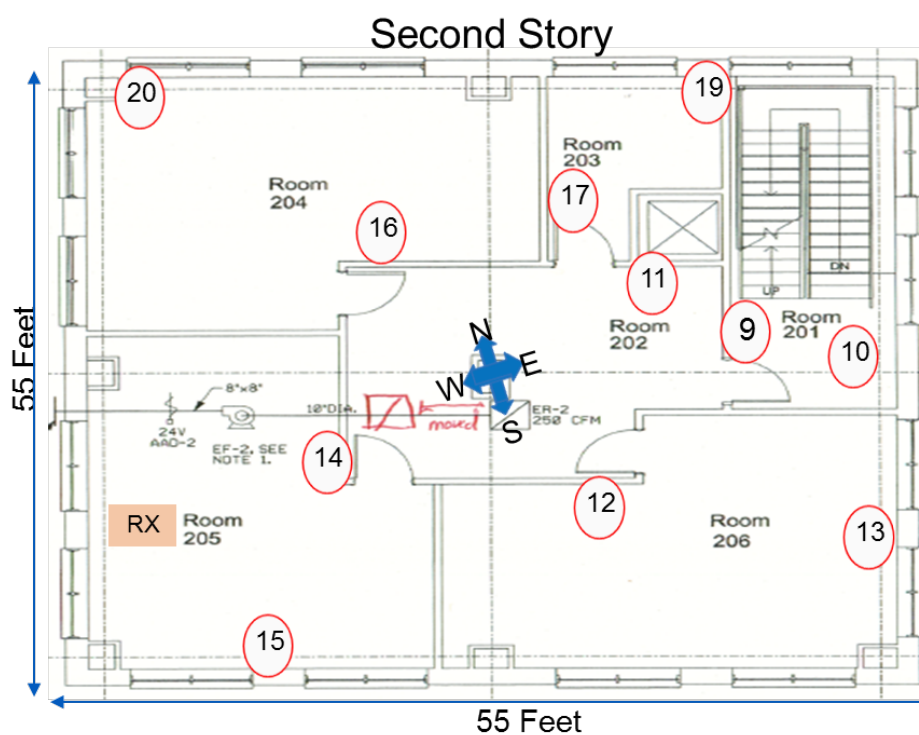 Second Story
20
19
Room
203
Room
204
17
16
11
N
DN
UP
Room
202
9
Room
201
10
N
E
W
S
55 Feet
8"x8"
24V
AAD-2
EF-2, SEE
NOTE 1.
10"DIA.
moved
ER-2
250 CFM
14
12
RX
Room
205
Room
206
13
15
55 Feet